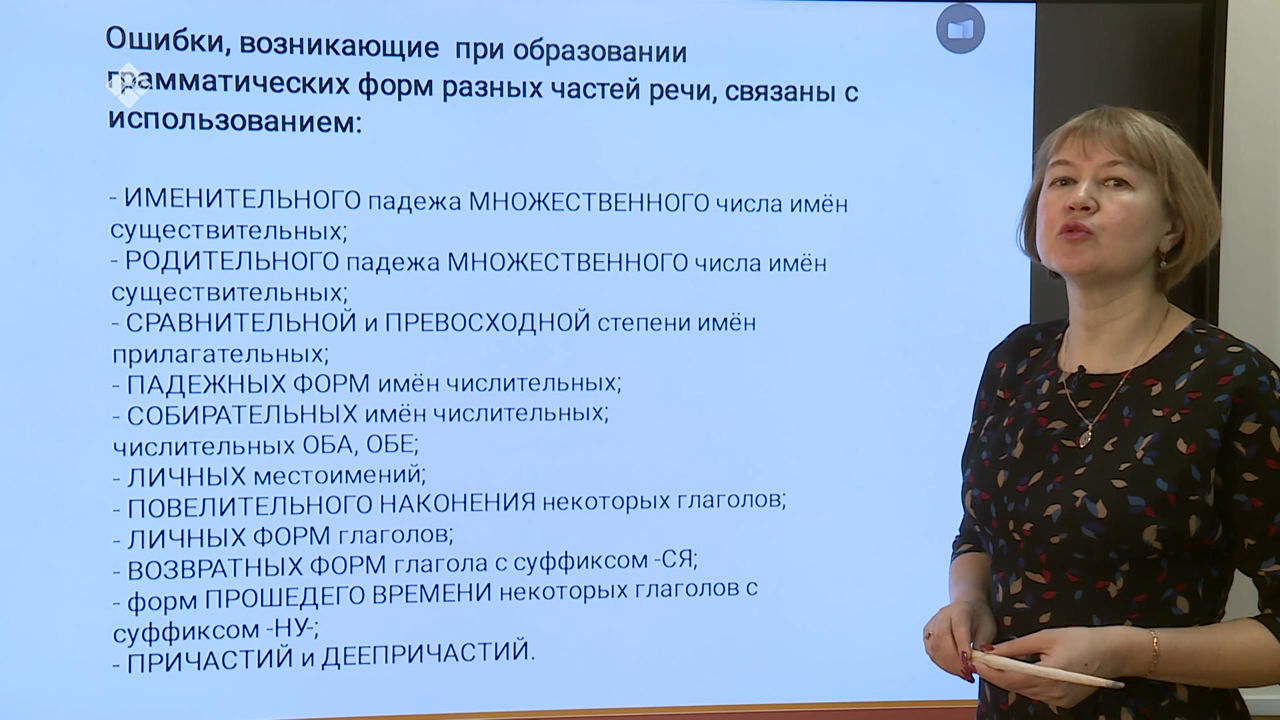 Ошибки, возникающие при образовании
грамматических форм разных частей речи, связаны с
использованием:
- ИМЕНИТЕЛЬНОГО падежа МНОЖЕСТВЕННОГО числа имён
существительных;
- РОДИТЕЛЬНОГО падежа МНОЖЕСТВЕННОГО числа имён
существительных;
- СРАВНИТЕЛЬНОЙ и ПРЕВОСХОДНОЙ степени имён
прилагательных;
- ПАДЕЖНЫХ ФОРМ имён числительных;
- СОБИРАТЕЛЬНЫХ имён числительных;
числительных ОБА, ОБЕ;
- ЛИЧНЫХ местоимений;
- ПОВЕЛИТЕЛЬНОГО НАКОНЕНИЯ некоторых глаголов;
- ЛИЧНЫХ ФОРМ глаголов;
- ВОЗВРАТНЫХ ФОРМ глагола с суффиксом -СЯ;
- форм ПРОШЕДЕГО ВРЕМЕНИ некоторых глаголов с
суффиксом -НУ-;
- ПРИЧАСТИЙ и ДЕЕПРИЧАСТИЙ.